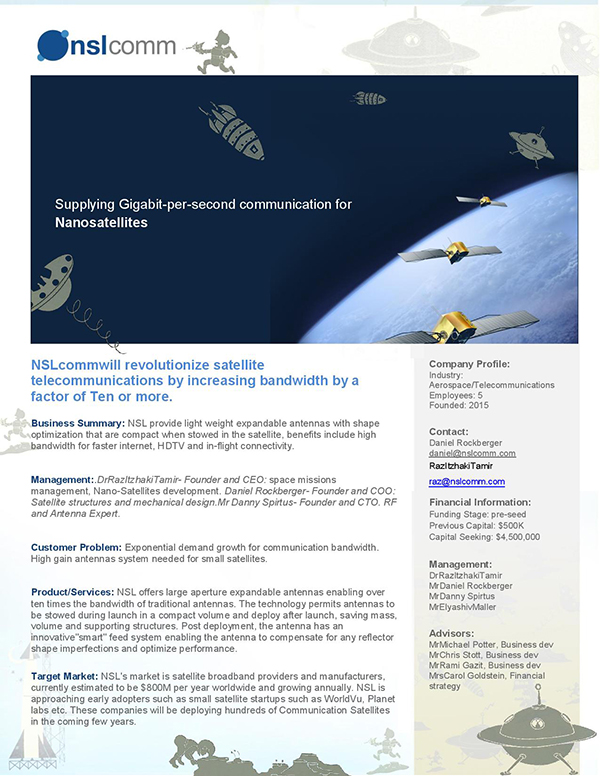 nslcomm
Supplying Gigabit-per-second communication for
Nanosatellites
NSLcommwill revolutionize satellite
telecommunications by increasing bandwidth by a
factor of Ten or more.
Business Summary: NSL provide light weight expandable antennas with shape
optimization that are compact when stowed in the satellite, benefits include high
bandwidth for faster internet, HDTV and in-flight connectivity.
Management:.DrRazItzhakiTamir- Founder and CEO: space missions
management, Nano-Satellites development. Daniel Rockberger- Founder and COO:
Satellite structures and mechanical design.Mr Danny Spirtus- Founder and CTO. RF
and Antenna Expert.
Customer Problem: Exponential demand growth for communication bandwidth.
High gain antennas system needed for small satellites.
Product/Services: NSL offers large aperture expandable antennas enabling over
ten times the bandwidth of traditional antennas. The technology permits antennas to
be stowed during launch in a compact volume and deploy after launch, saving mass,
volume and supporting structures. Post deployment, the antenna has an
innovative"smart" feed system enabling the antenna to compensate for any reflector
shape imperfections and optimize performance.
Target Market: NSL's market is satellite broadband providers and manufacturers,
currently estimated to be $800M per year worldwide and growing annually. NSL is
approaching early adopters such as small satellite startups such as WorldVu, Planet
labs etc. These companies will be deploying hundreds of Communication Satellites
in the coming few years.
Company Profile:
Industry:
Aerospace/Telecommunications
Employees: 5
Founded: 2015
Contact:
Daniel Rockberger
daniel@nslcomm.com
RazItzhakiTamir
raz@nslcomm.com
Financial Information:
Funding Stage: pre-seed
Previous Capital: $500K
Capital Seeking: $4,500,000
Management:
DrRazItzhakiTamir
MrDaniel Rockberger
MrDanny Spirtus
MrElyashivMaller
Advisors:
MrMichael Potter, Business dev
MrChris Stott, Business dev
MrRami Gazit, Business dev
MrsCarol Goldstein, Financial
strategy